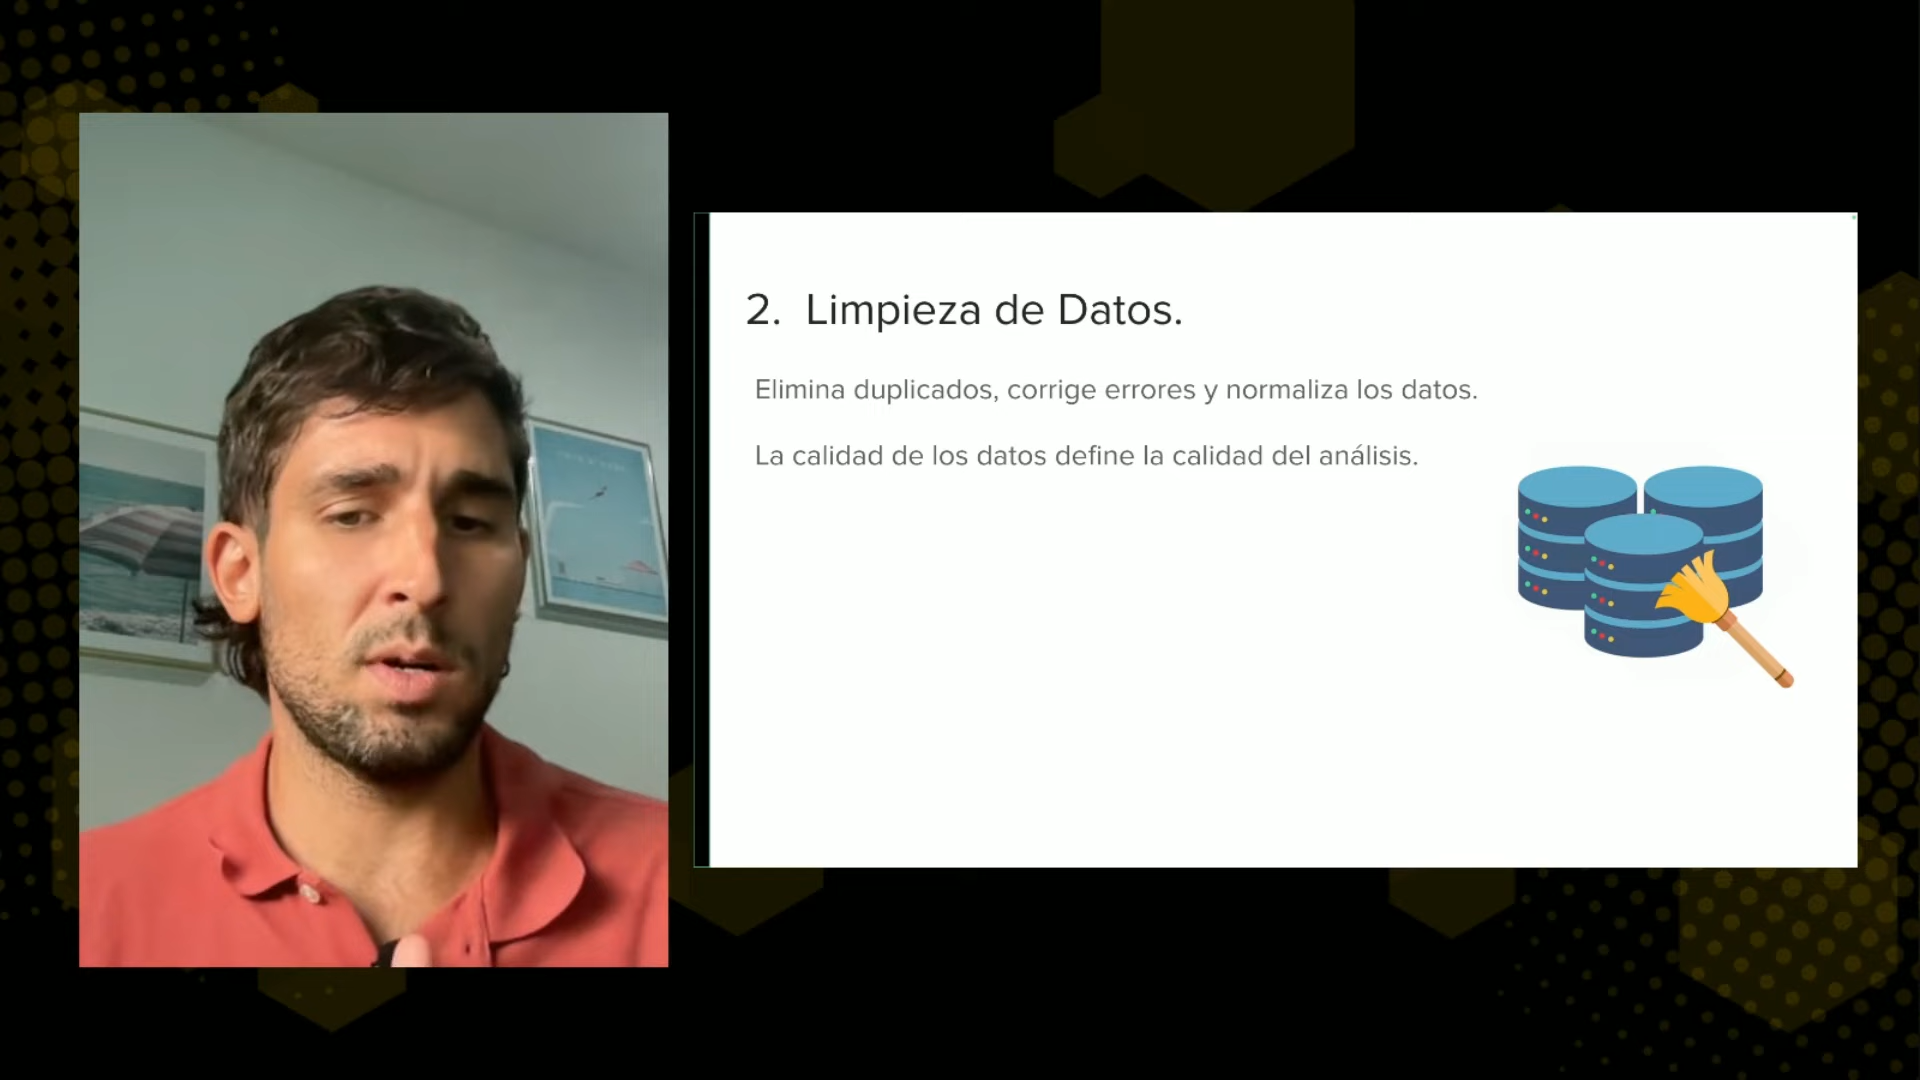 2. Limpieza de Datos.
Elimina duplicados, corrige errores y normaliza los datos.
La calidad de los datos define la calidad del análisis.